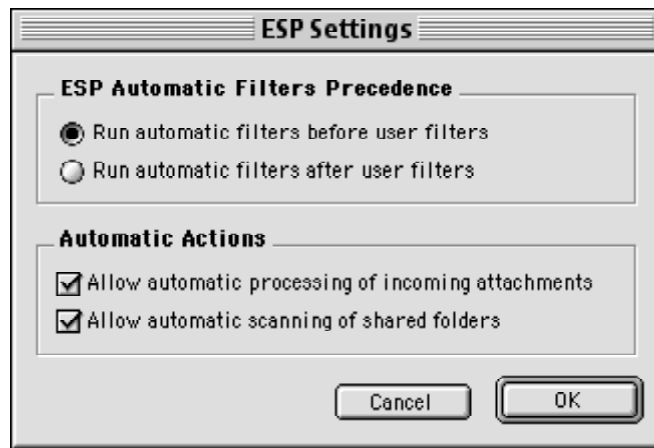 ESP Settings
ESP Automatic Filters Precedence
Run automatic filters before user filters
Run automatic filters after user filters
Automatic Actions
Allow automatic processing of incoming attachments
Allow automatic scanning of shared folders
Cancel OK